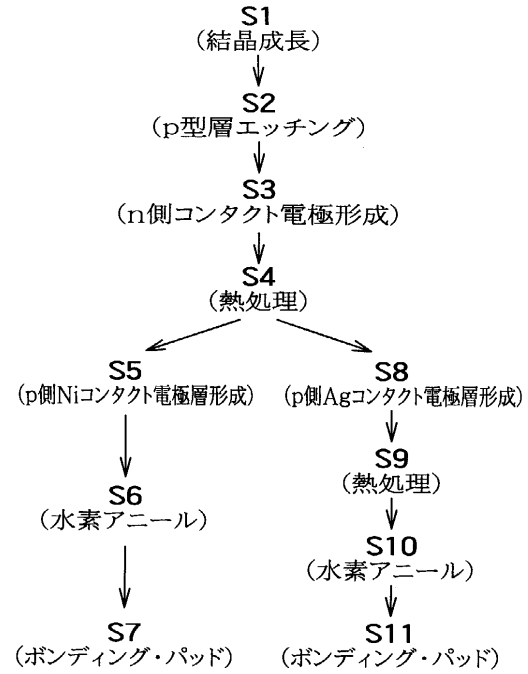 S1
(結晶成長)
S2
(p型層エッチング)
S3
(n側コンタクト電極形成)
S4
(熱処理)
S5
(p側Niコンタクト電極層形成)
S6
(水素アニール)
S7
(ボンディング・パッド)
S8
(p側Agコンタクト電極層形成)
S9
(熱処理)
S10
(水素アニール)
S11
(ボンディング・パッド)